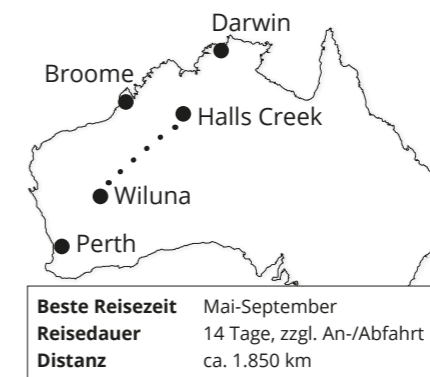 Darwin
Broome
Halls Creek
Wiluna
Perth
Beste Reisezeit Mai-September
Reisedauer 14 Tage, zzgl. An-/Abfahrt
Distanz ca. 1.850 km